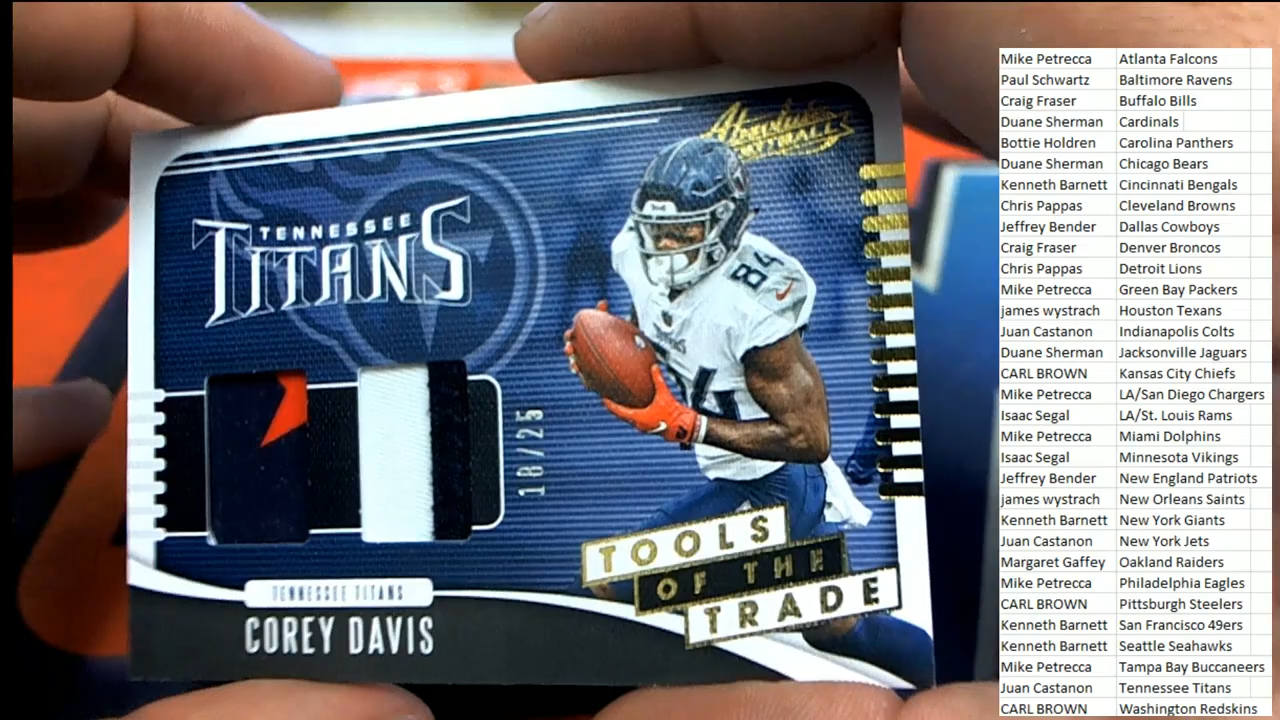 Absolute
FOOTBALL
TENNESSEE
TITANS
84
84
18/25
TOOLS
OF THE
TRADE
TENNESSEE TITANS
COREY DAVIS
Mike Petrecca Atlanta Falcons
Paul Schwartz Baltimore Ravens
Craig Fraser Buffalo Bills
Duane Sherman Cardinals
Bottie Holdren Carolina Panthers
Duane Sherman Chicago Bears
Kenneth Barnett Cincinnati Bengals
Chris Pappas Cleveland Browns
Jeffrey Bender Dallas Cowboys
Craig Fraser Denver Broncos
Chris Pappas Detroit Lions
Mike Petrecca Green Bay Packers
james wystrach Houston Texans
Juan Castanon Indianapolis Colts
Duane Sherman Jacksonville Jaguars
CARL BROWN Kansas City Chiefs
Mike Petrecca LA/San Diego Chargers
Isaac Segal LA/St. Louis Rams
Mike Petrecca Miami Dolphins
Isaac Segal Minnesota Vikings
Jeffrey Bender New England Patriots
james wystrach New Orleans Saints
Kenneth Barnett New York Giants
Juan Castanon New York Jets
Margaret Gaffey Oakland Raiders
Mike Petrecca Philadelphia Eagles
CARL BROWN Pittsburgh Steelers
Kenneth Barnett San Francisco 49ers
Kenneth Barnett Seattle Seahawks
Mike Petrecca Tampa Bay Buccaneers
Juan Castanon Tennessee Titans
CARL BROWN Washington Redskins